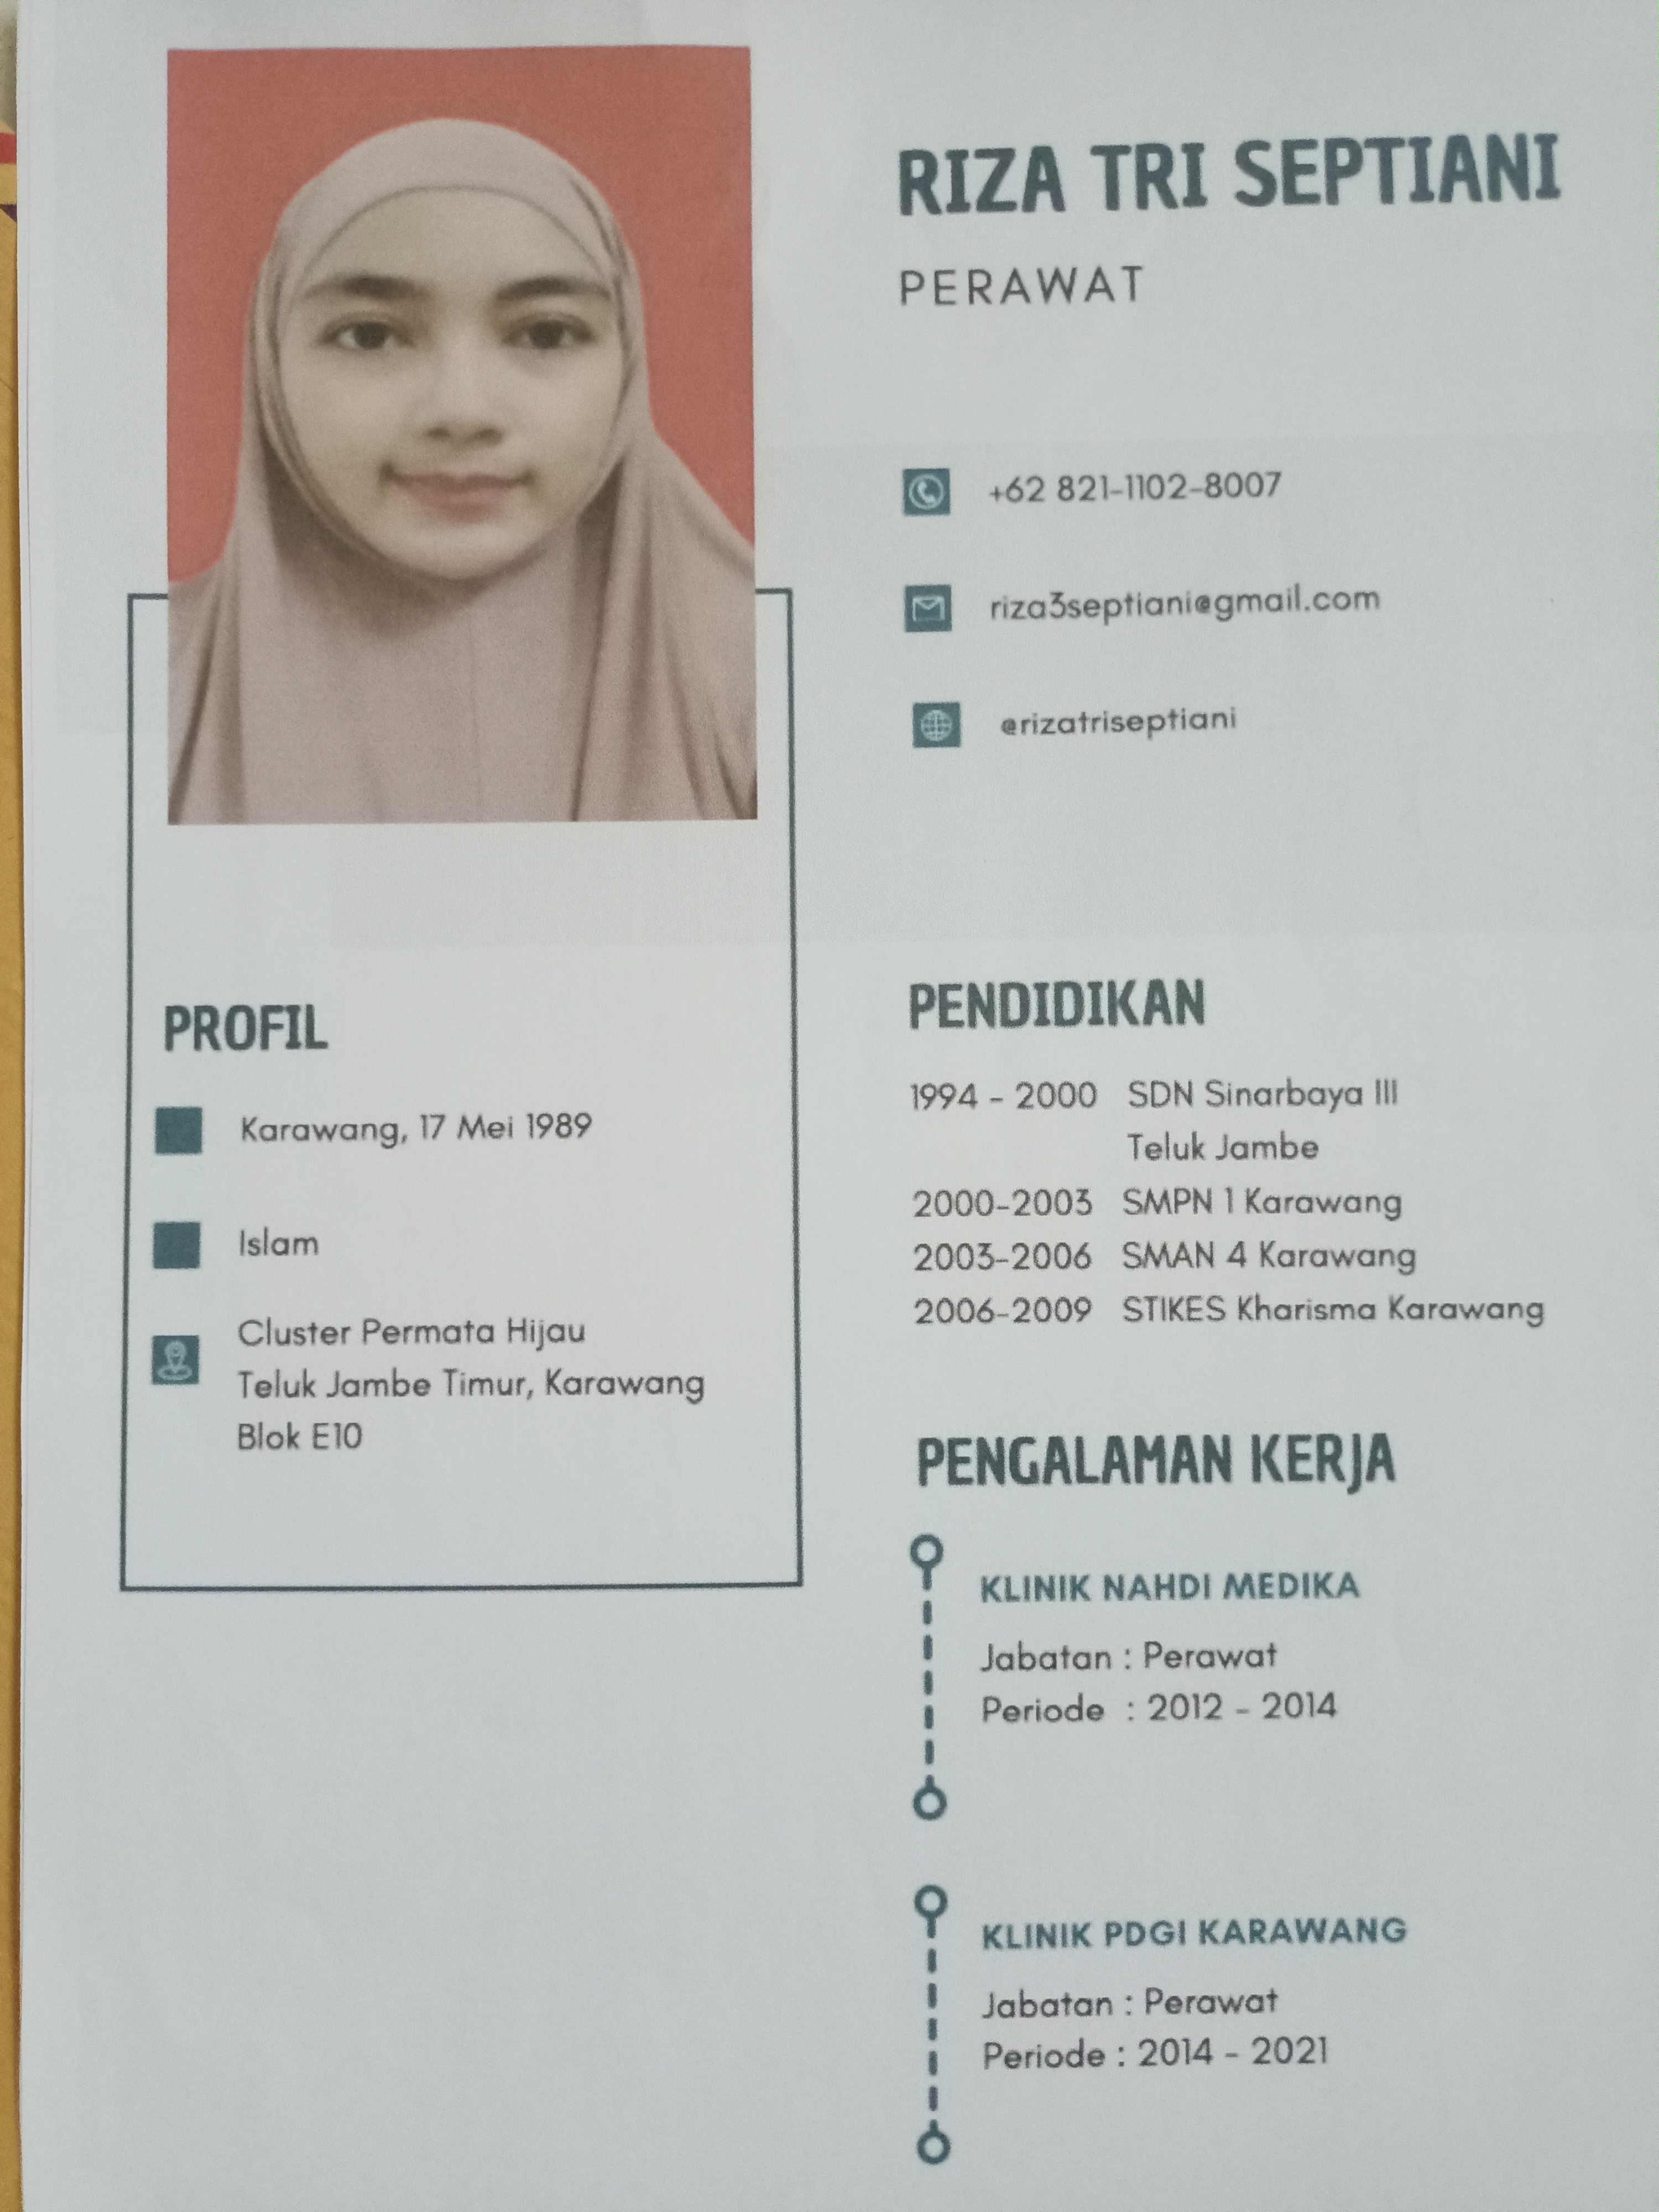 RIZA TRI SEPTIANI
PERAWAT
+62 821-1102-8007
riza3septiani@gmail.com
@rizatriseptiani
PROFIL
Karawang, 17 Mei 1989
Islam
Cluster Permata Hijau
Teluk Jambe Timur, Karawang
Blok E10
PENDIDIKAN
1994 - 2000 SDN Sinarbaya III
Teluk Jambe
2000-2003 SMPN 1 Karawang
2003-2006 SMAN 4 Karawang
2006-2009 STIKES Kharisma Karawang
PENGALAMAN KERJA
KLINIK NAHDI MEDIKA
Jabatan : Perawat
Periode : 2012 - 2014
KLINIK PDGI KARAWANG
Jabatan : Perawat
Periode : 2014 - 2021